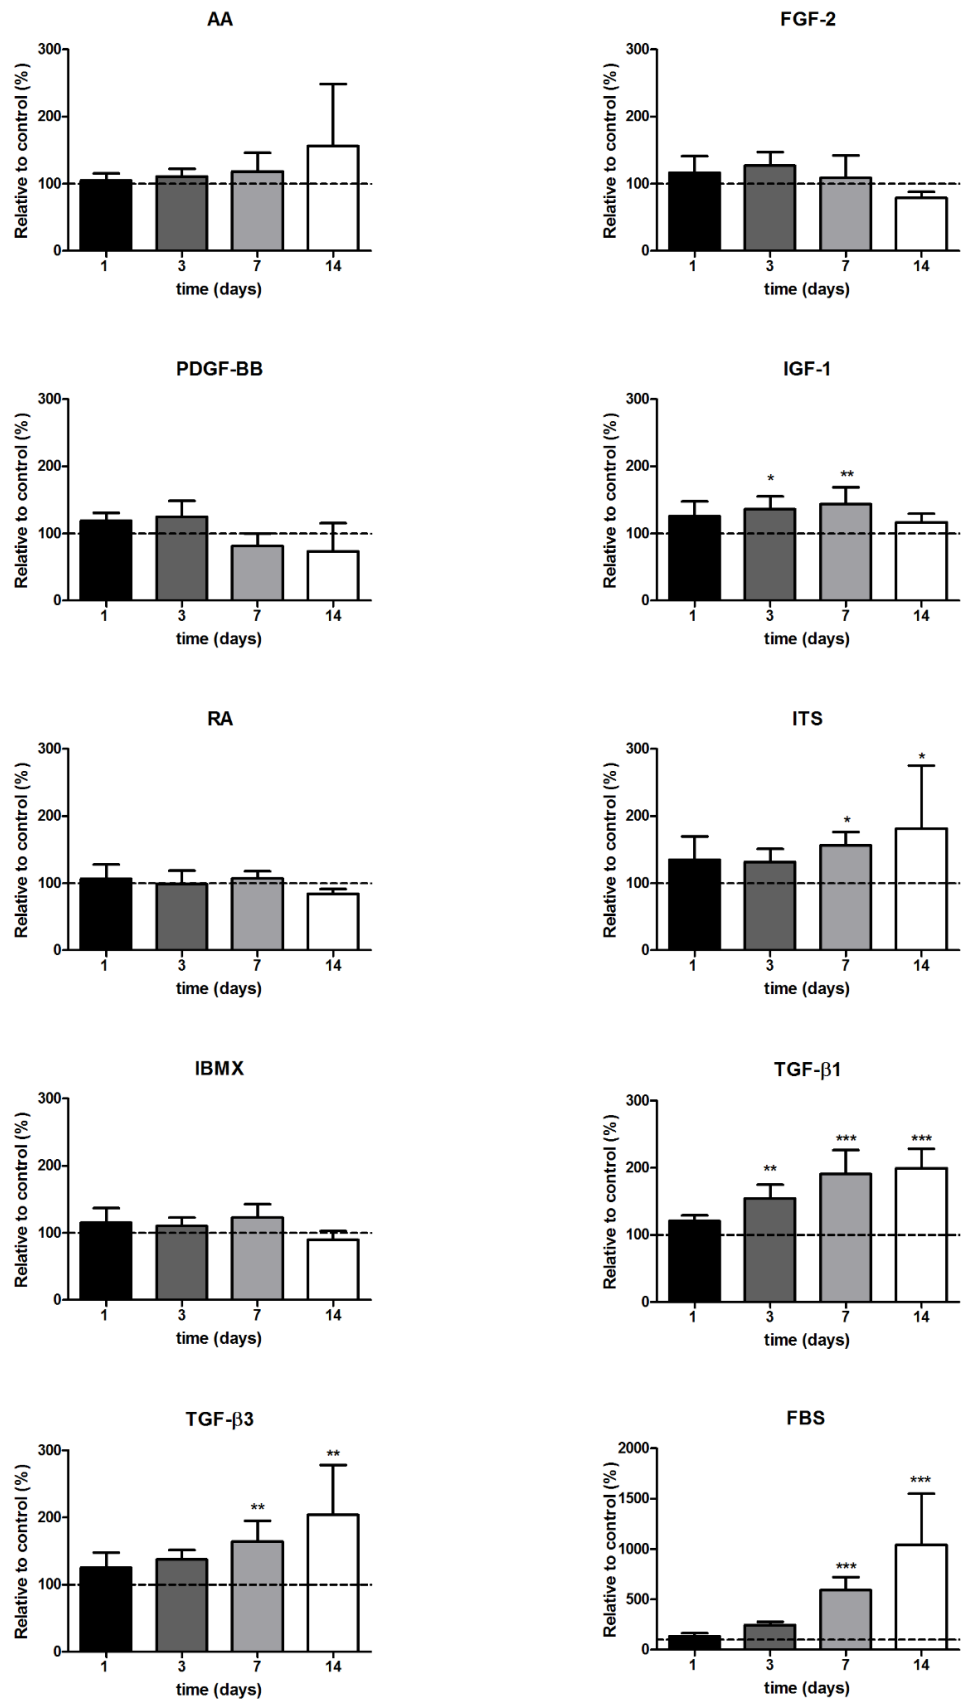 AA
Relative to control (%)
300
200
100
0
1 3 7 14
time (days)
FGF-2
Relative to control (%)
300
200
100
0
1 3 7 14
time (days)
PDGF-BB
Relative to control (%)
300
200
100
0
1 3 7 14
time (days)
IGF-1
Relative to control (%)
300
200
100
0
* **
1 3 7 14
time (days)
RA
Relative to control (%)
300
200
100
0
1 3 7 14
time (days)
ITS
Relative to control (%)
300
200
100
0
* *
1 3 7 14
time (days)
IBMX
Relative to control (%)
300
200
100
0
1 3 7 14
time (days)
TGF-β1
Relative to control (%)
300
200
100
0
** *** ***
1 3 7 14
time (days)
TGF-β3
Relative to control (%)
300
200
100
0
** **
1 3 7 14
time (days)
FBS
Relative to control (%)
2000
1500
1000
500
0
*** ***
1 3 7 14
time (days)